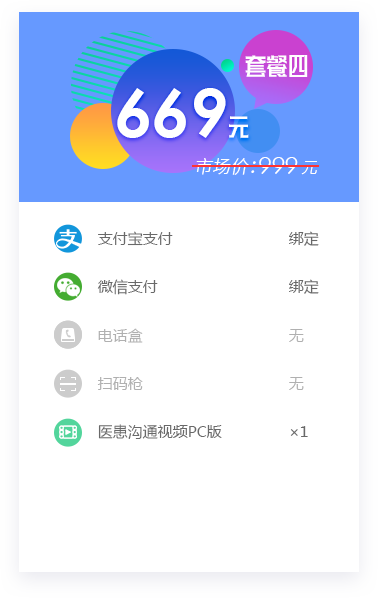 套餐四
669元
市场价:999元
支付宝支付 绑定
微信支付 绑定
电话盒 无
扫码枪 无
医患沟通视频PC版 ×1